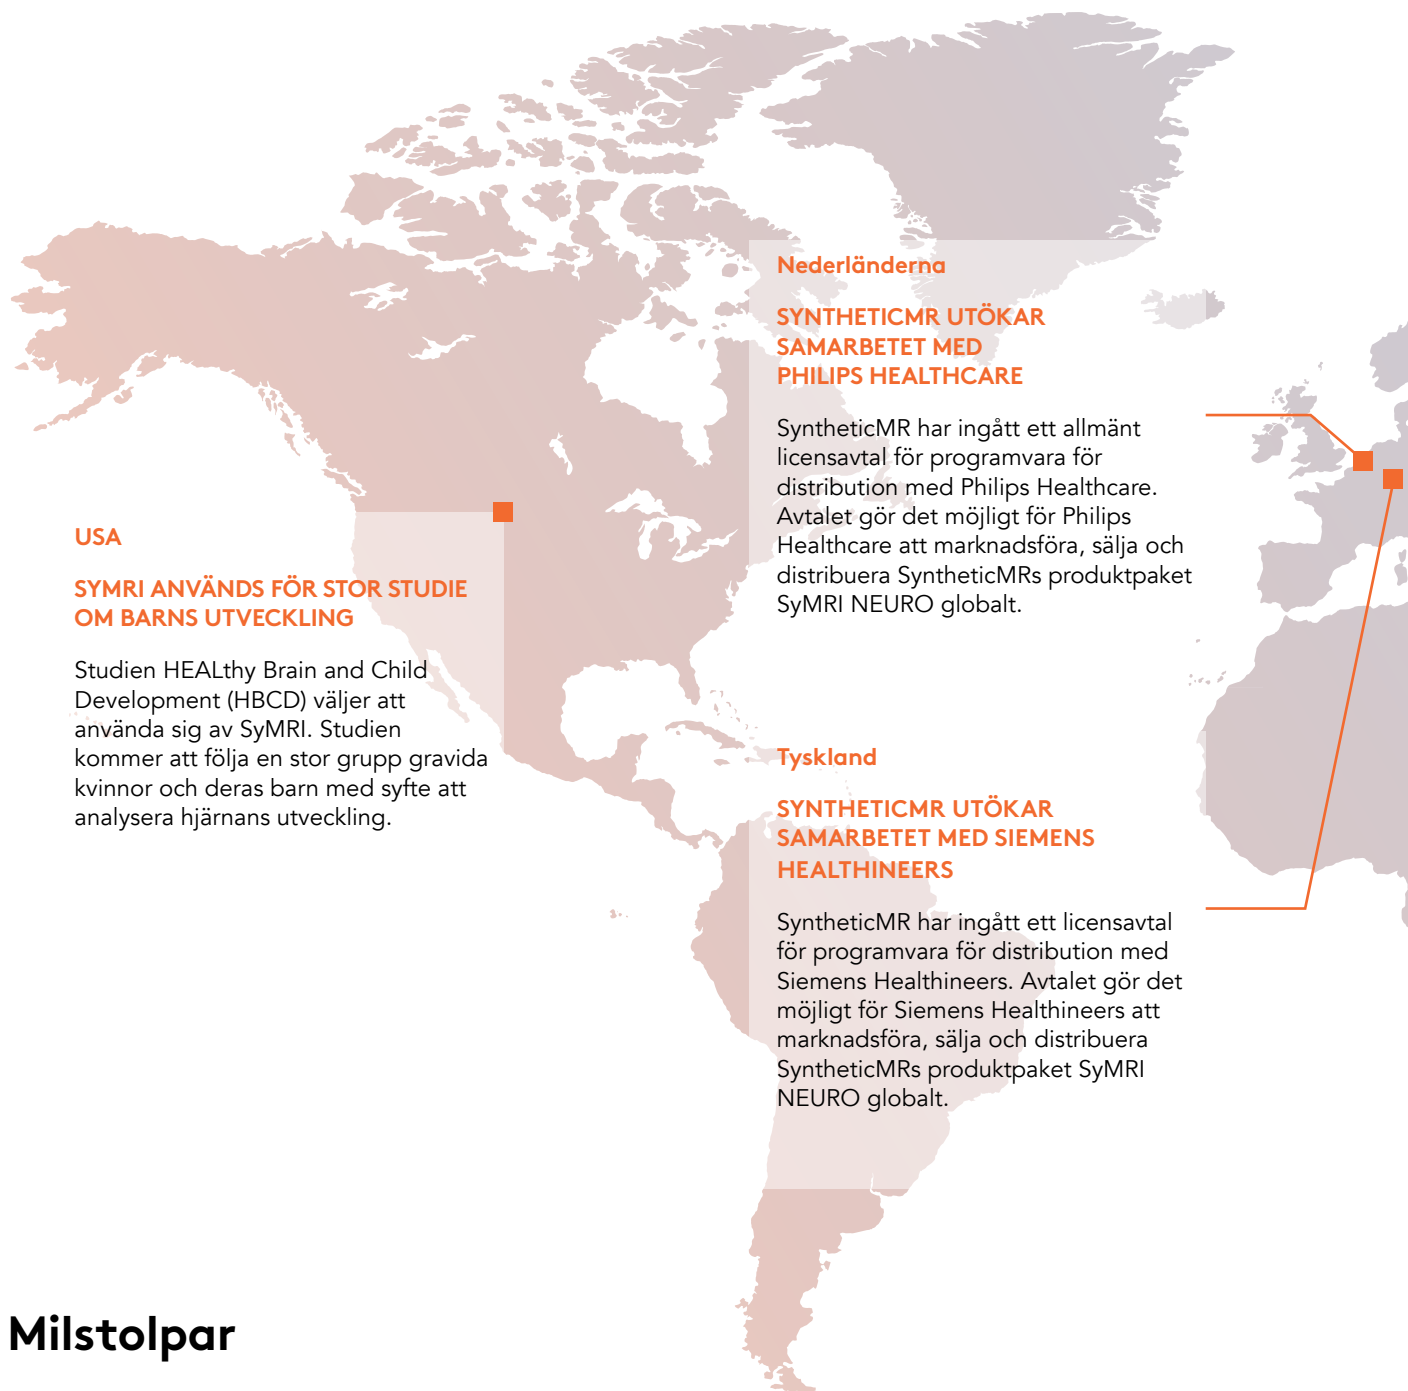 Nederländerna
SYNTHETICMR UTÖKAR
SAMARBETET MED
PHILIPS HEALTHCARE
SyntheticMR har ingått ett allmänt
licensavtal för programvara för
distribution med Philips Healthcare.
Avtalet gör det möjligt för Philips
Healthcare att marknadsföra, sälja och
distribuera SyntheticMRs produktpaket
SyMRI NEURO globalt.
USA
SYMRI ANVÄNDS FÖR STOR STUDIE
OM BARNS UTVECKLING
Studien HEALthy Brain and Child
Development (HBCD) väljer att
använda sig av SyMRI. Studien
kommer att följa en stor grupp gravida
kvinnor och deras barn med syfte att
analysera hjärnans utveckling.
Tyskland
SYNTHETICMR UTÖKAR
SAMARBETET MED SIEMENS
HEALTHINEERS
SyntheticMR har ingått ett licensavtal
för programvara för distribution med
Siemens Healthineers. Avtalet gör det
möjligt för Siemens Healthineers att
marknadsföra, sälja och distribuera
SyntheticMRs produktpaket SyMRI
NEURO globalt.
Milstolpar